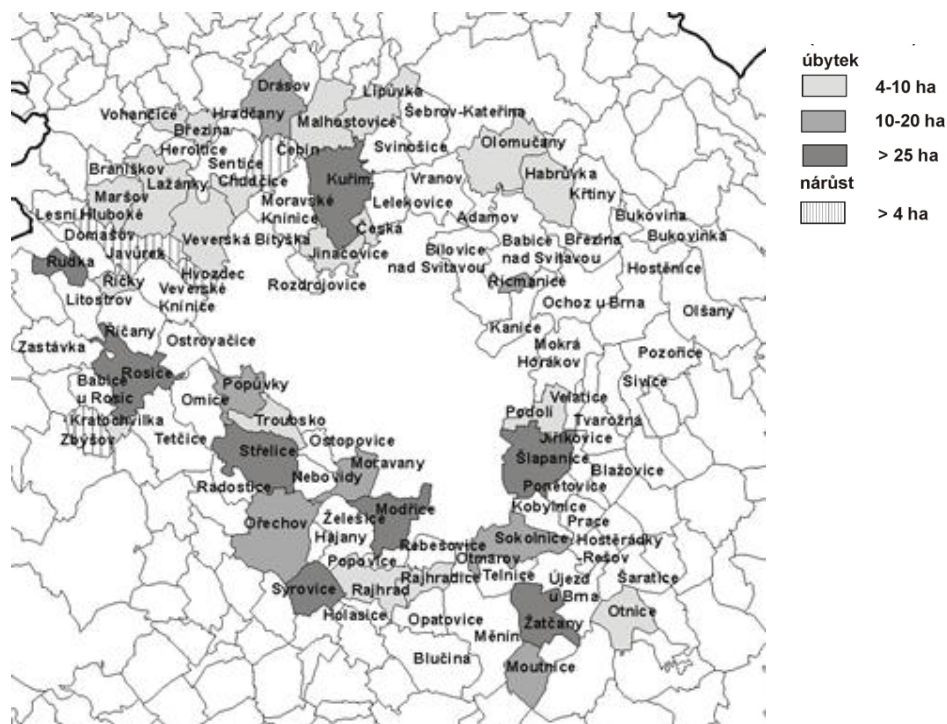 Drásov
Lipůvka
Vohančice
Hradčany
Šebrov-Kateřina
Malhostovice
Březina
Heroltice
Čebín
Svinošice
Olomučany
Sentice
Braníškov
Chudčice
Kuřim
Vranov
Habrůvka
Lažánky
Maršov
Moravské
Knínice
Lelekovice
Křtiny
Lesní Hluboké
Adamov
Bukovina
Domašov
Veverská Bítýška
Česká
Babice
nad Svitavou
Březina
Bukovinka
Javůrek
Jinačovice
Bílovice
nad Svitavou
Rudka
Hvozdec
Hostěnice
Říčky
Rozdrojovice
Řícmanice
Litostrov
Veverské
Knínice
Ochoz u Brna
Olšany
Kanice
Říčany
Ostrovačice
Mokrá
Horákov
Zastávka
Pozořice
Rosice
Babice
u Rosic
Popůvky
Sivice
Omice
Velatice
Kratochvilka
Troubsko
Podolí
Tvarožná
Zbýšov
Tetčice
Ostopovice
Jiříkovice
Střelice
Moravany
Šlapanice
Nebovidy
Blažovice
Radostice
Ponětovice
Modřice
Kobylnice
Ořechov
Želešice
Prace
Hajany
Sokolnice
Hostěrádky
Rešov
Rebešovice
Otmarov
Popovice
Rajhradice
Telnice
Újezd
u Brna
Šaratice
Syrovice
Rajhrad
Otnice
Holasice
Opatovice
Žatčany
Měnín
Blučina
Moutnice
úbytek
4-10 ha
10-20 ha
> 25 ha
nárůst
> 4 ha